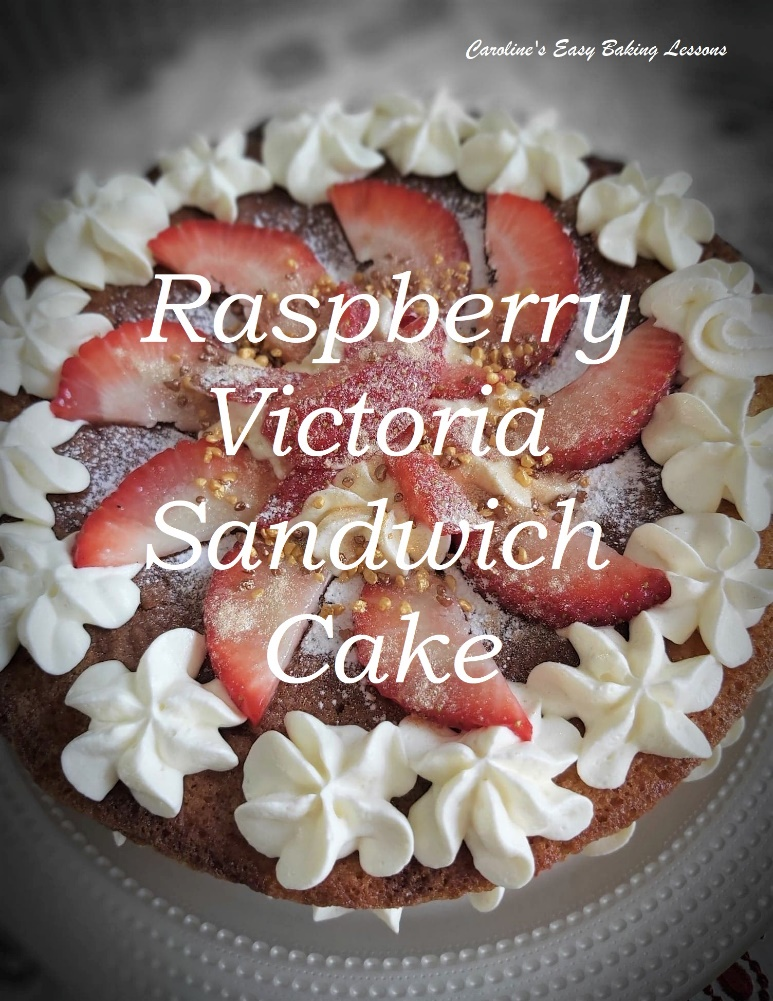 Caroline's Easy Baking Lessons
Raspberry
Victoria
Sandwich
Cake